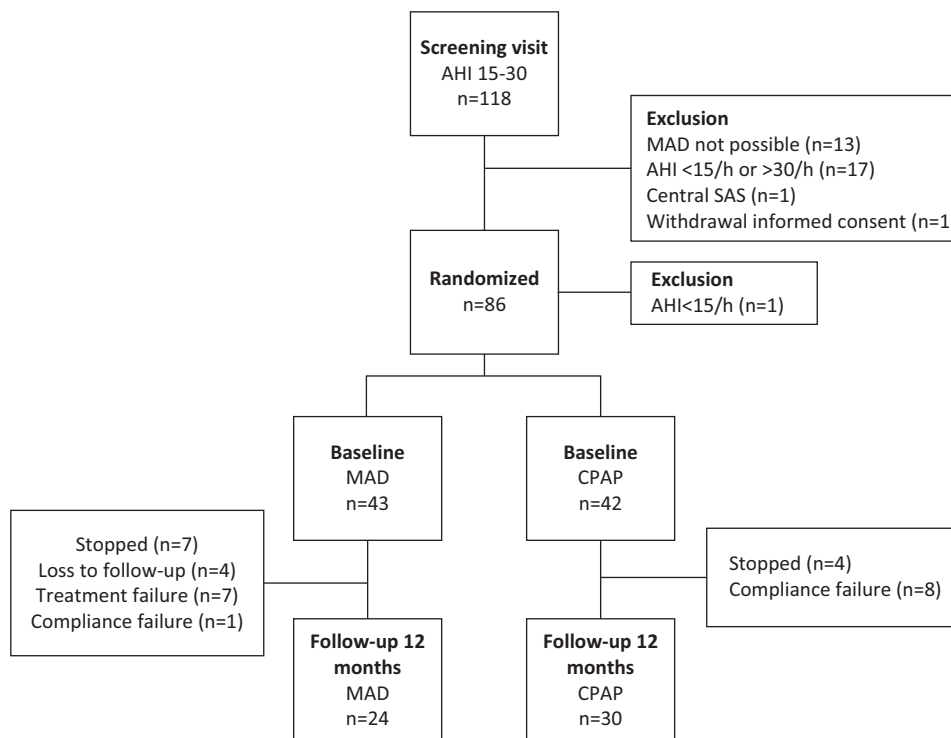 Screening visit
AHI 15-30
n=118
Exclusion
MAD not possible (n=13)
AHI <15/h or >30/h (n=17)
Central SAS (n=1)
Withdrawal informed consent (n=1
Randomized
n=86
Exclusion
AHI<15/h (n=1)
Baseline
MAD
n=43
Baseline
CPAP
n=42
Stopped (n=7)
Loss to follow-up (n=4)
Treatment failure (n=7)
Compliance failure (n=1)
Stopped (n=4)
Compliance failure (n=8)
Follow-up 12
months
MAD
n=24
Follow-up 12
months
CPAP
n=30